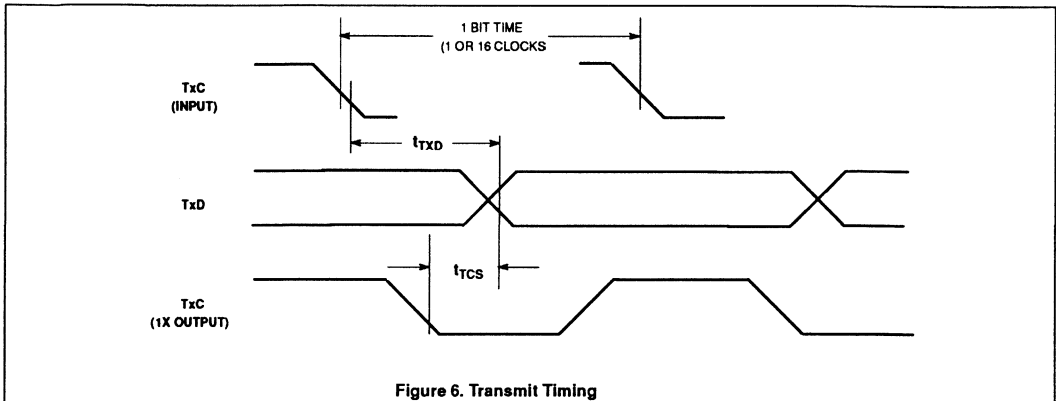 1 BIT TIME
(1 OR 16 CLOCKS
TxC
(INPUT)
tTXD
TxD
tTCS
TxC
(1X OUTPUT)
Figure 6. Transmit Timing